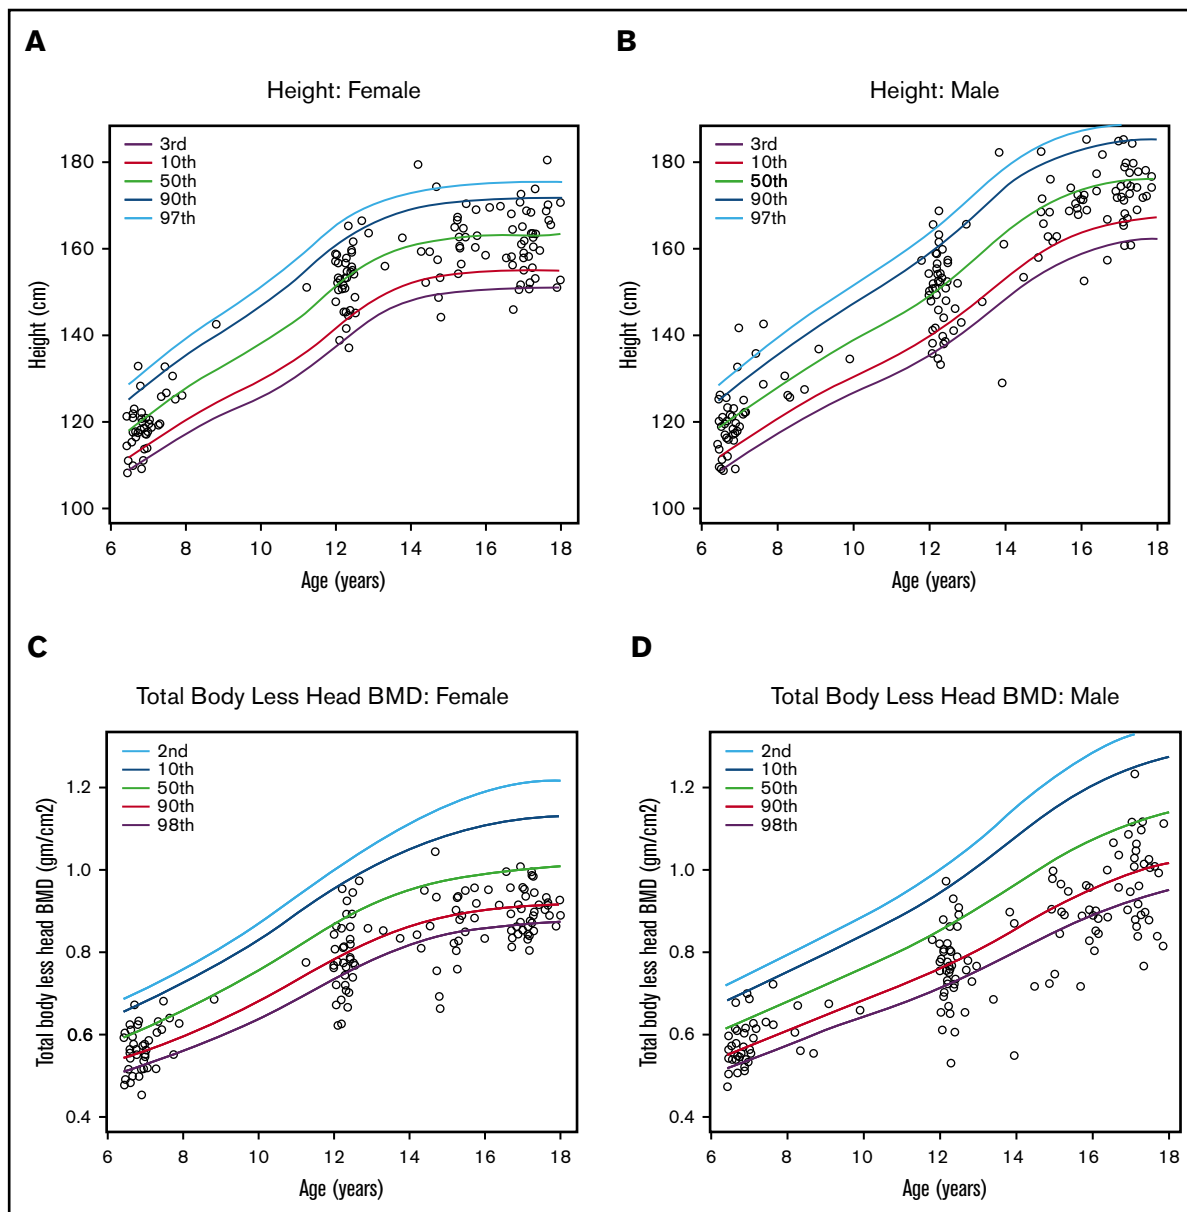 A
Height: Female
3rd
10th
50th
90th
97th
180
160
140
120
100
Height (cm)
6 8 10 12 14 16 18
Age (years)
B
Height: Male
3rd
10th
50th
90th
97th
180
160
140
120
100
Height (cm)
6 8 10 12 14 16 18
Age (years)
C
Total Body Less Head BMD: Female
2nd
10th
50th
90th
98th
1.2
1.0
0.8
0.6
0.4
Total body less head BMD (gm/cm2)
6 8 10 12 14 16 18
Age (years)
D
Total Body Less Head BMD: Male
2nd
10th
50th
90th
98th
1.2
1.0
0.8
0.6
0.4
Total body less head BMD (gm/cm2)
6 8 10 12 14 16 18
Age (years)